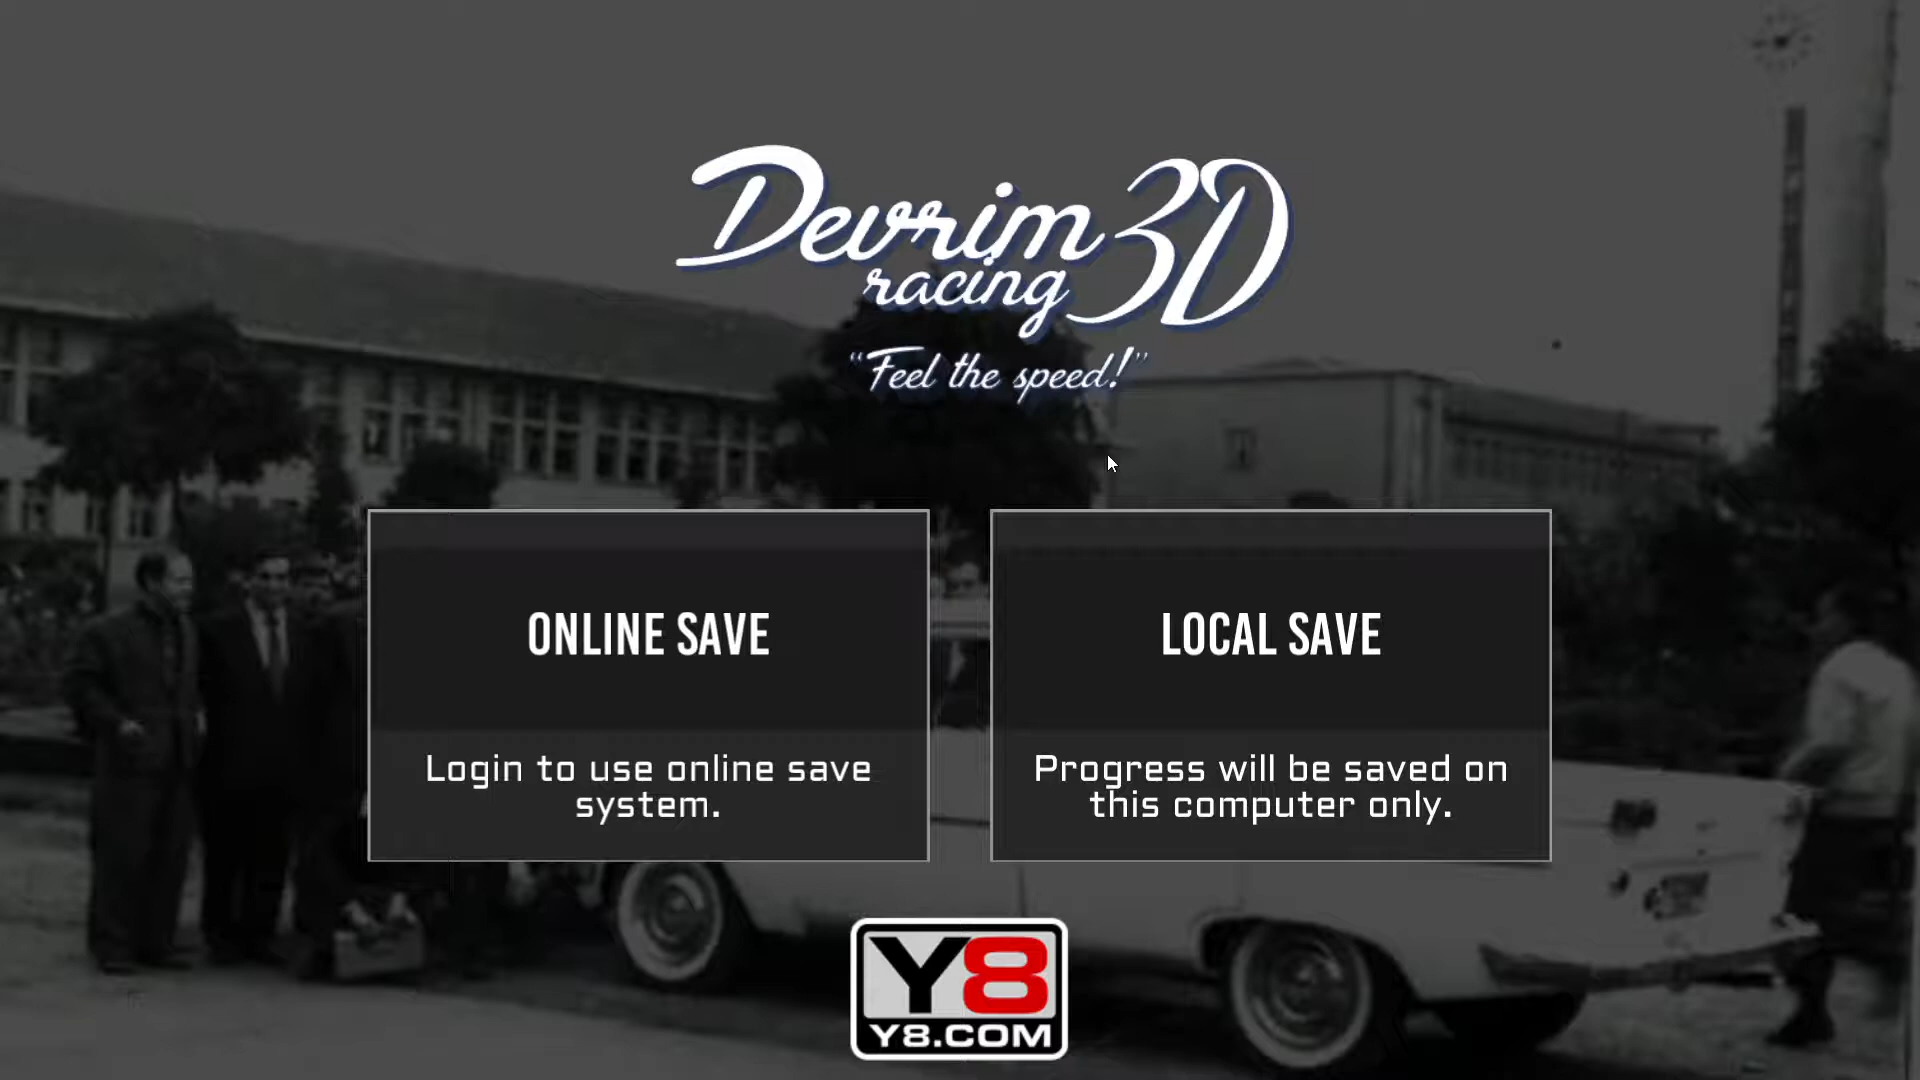 Devrim 3D
racing
"Feel the speed!"
ONLINE SAVE
Login to use online save
system.
LOCAL SAVE
Progress will be saved on
this computer only.
Y8
Y8.COM